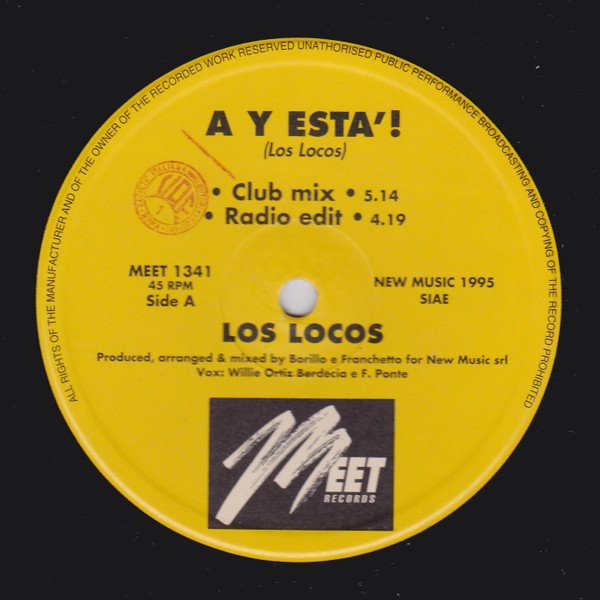 ALL RIGHTS OF THE MANUFACTURER AND OF THE OWNER OF THE RECORDED WORK RESERVED UNATHORISED PUBLIC PERFORMANCE BROADCASTING AND COPYING OF THE RECORD PROHIBITED
A Y ESTA'!
(Los Locos)
• Club mix • 5.14
• Radio edit • 4.19
MEET 1341
45 RPM
Side A
NEW MUSIC 1995
SIAE
LOS LOCOS
Produced, arranged & mixed by Borillo e Franchetto for New Music srl
Vox: Willie Ortiz Berdecia e F. Ponte
MEET
RECORDS